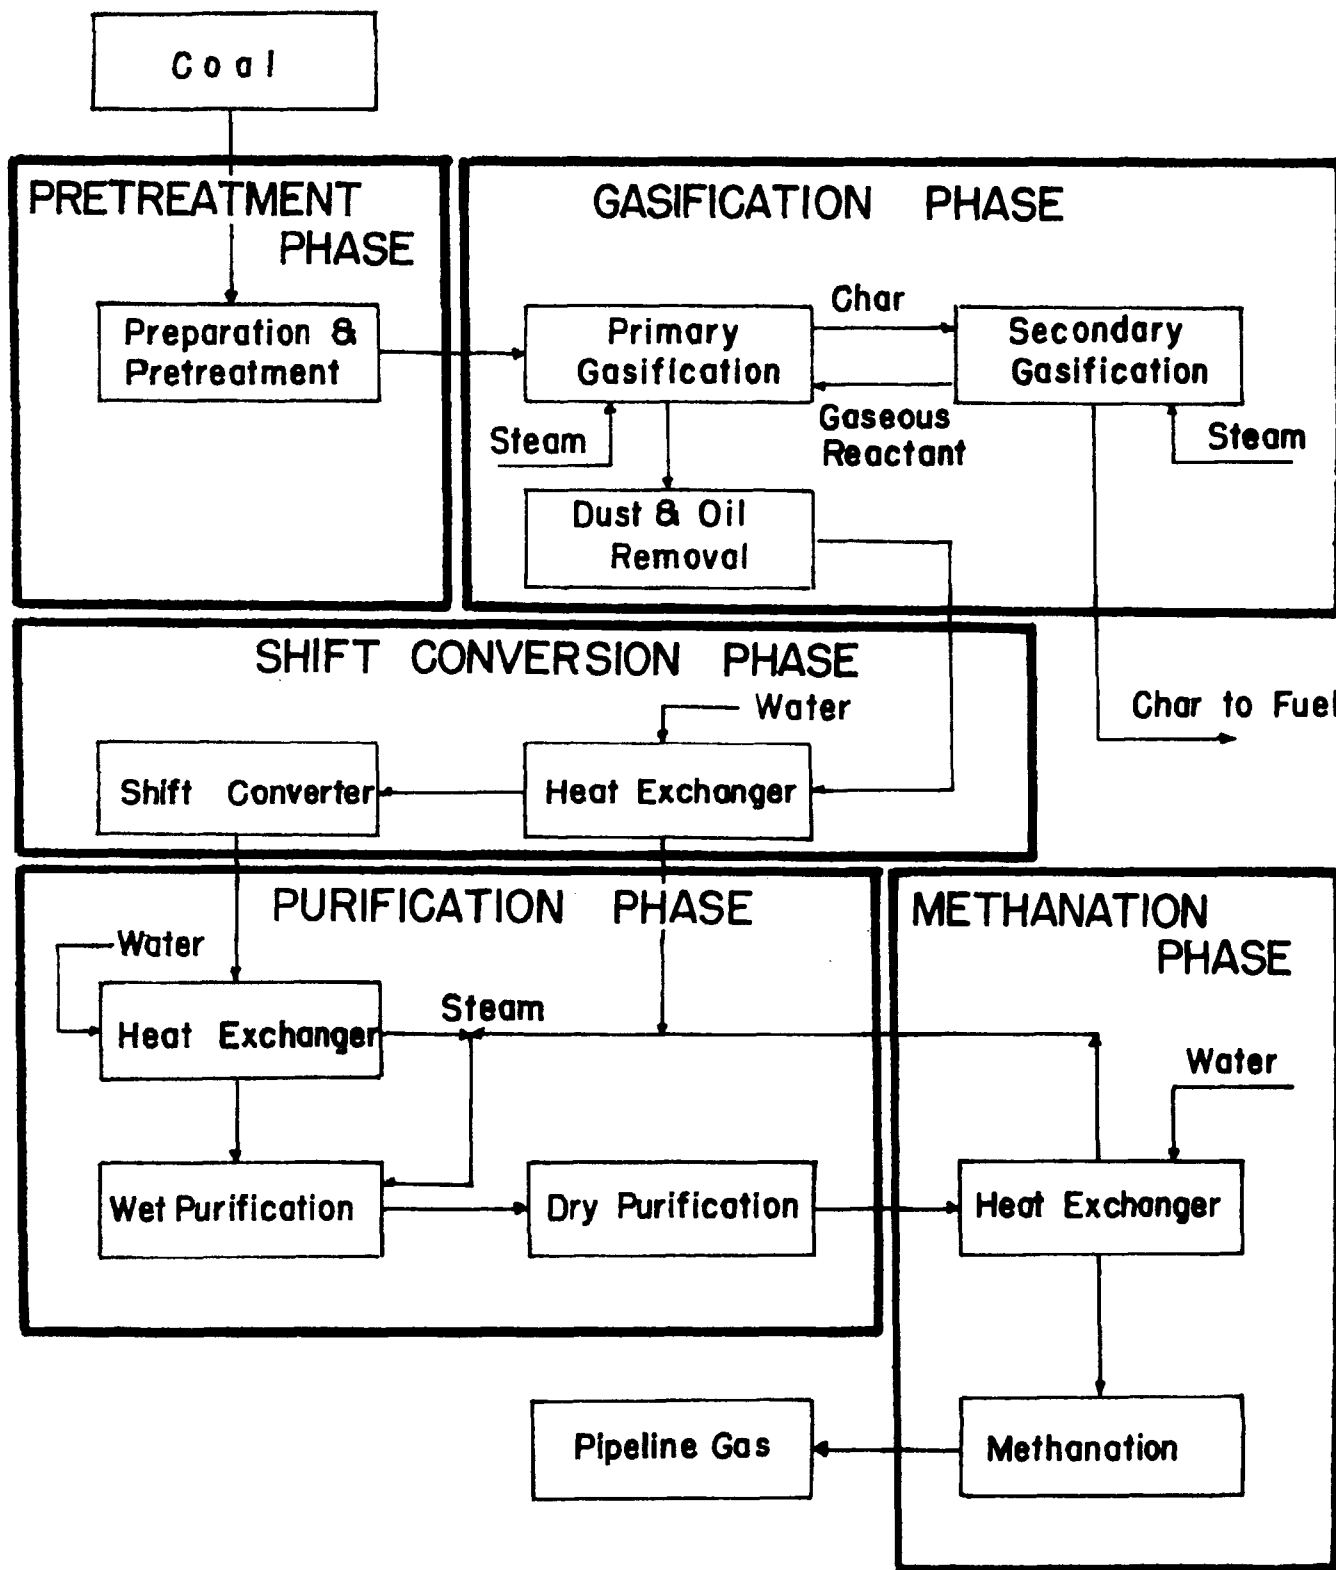 Coal
PRETREATMENT
PHASE
GASIFICATION PHASE
Preparation &
Pretreatment
Primary
Gasification
Char
Secondary
Gasification
Gaseous
Reactant
Steam
Steam
Dust & Oil
Removal
SHIFT CONVERSION PHASE
Water
Char to Fuel
Shift Converter
Heat Exchanger
PURIFICATION PHASE
METHANATION
PHASE
Water
Steam
Heat Exchanger
Water
Wet Purification
Dry Purification
Heat Exchanger
Pipeline Gas
Methanation